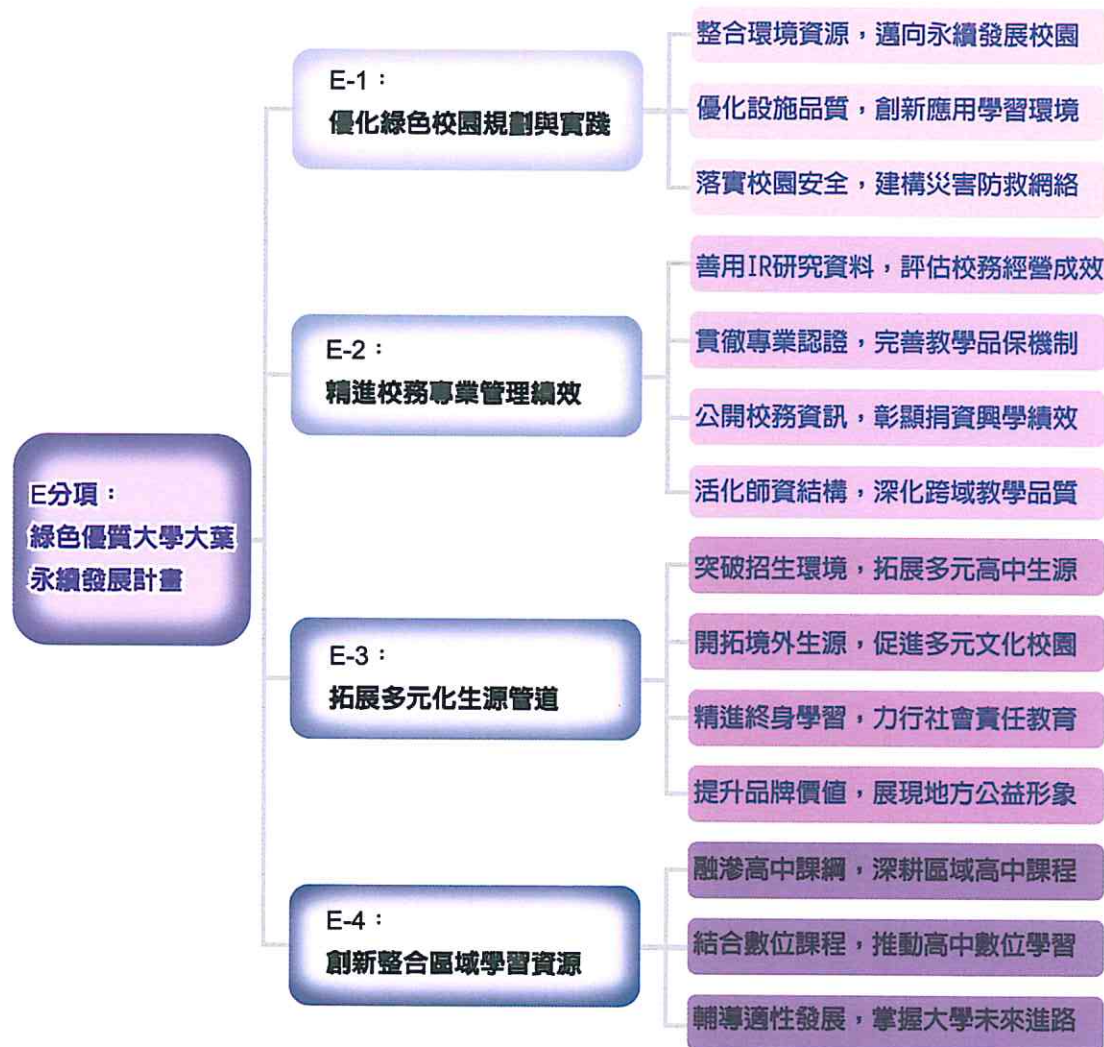 E分項：
綠色優質大學大葉
永續發展計畫
E-1：
優化綠色校園規劃與實踐
整合環境資源，邁向永續發展校園
優化設施品質，創新應用學習環境
落實校園安全，建構災害防救網絡
E-2：
精進校務專業管理績效
善用IR研究資料，評估校務經營成效
貫徹專業認證，完善教學品保機制
公開校務資訊，彰顯捐資興學績效
活化師資結構，深化跨域教學品質
E-3：
拓展多元化生源管道
突破招生環境，拓展多元高中生源
開拓境外生源，促進多元文化校園
精進終身學習，力行社會責任教育
提升品牌價值，展現地方公益形象
E-4：
創新整合區域學習資源
融滲高中課綱，深耕區域高中課程
結合數位課程，推動高中數位學習
輔導適性發展，掌握大學未來進路